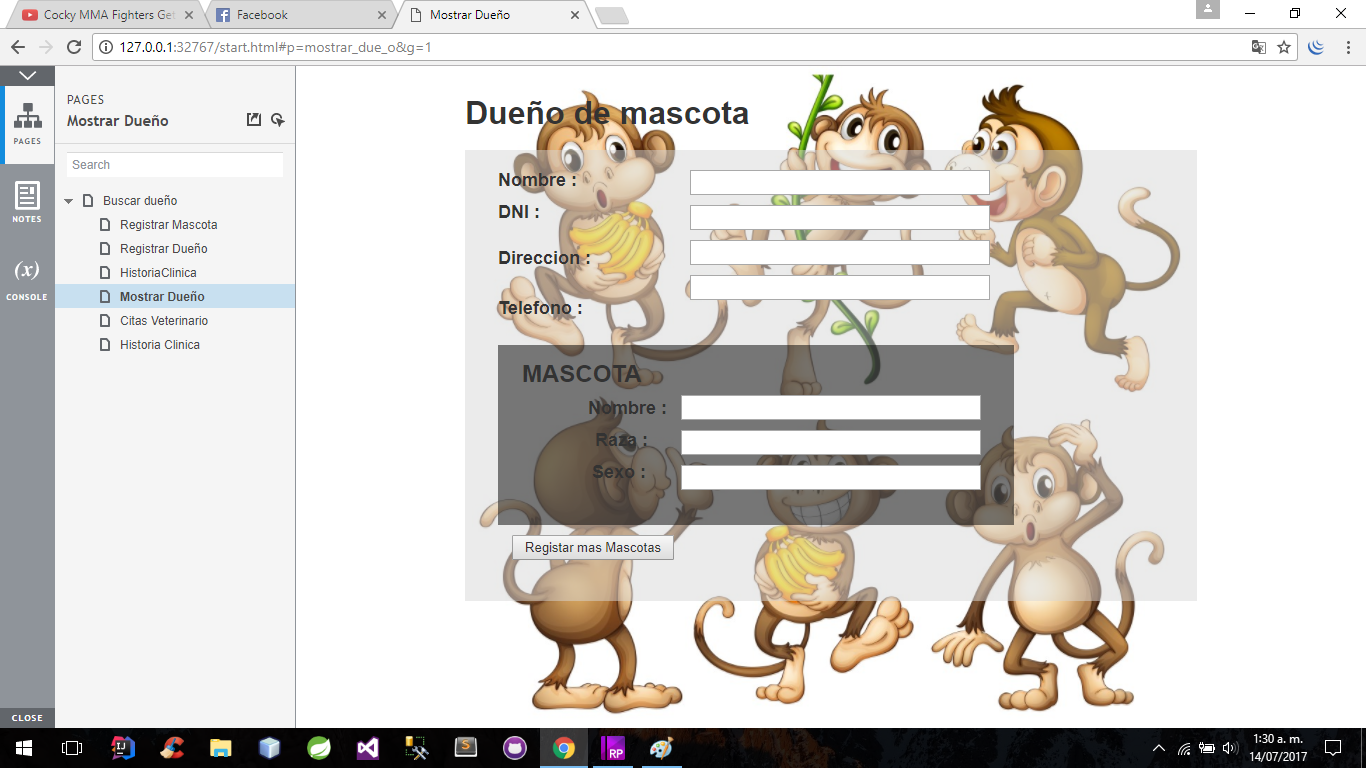 Cocky MMA Fighters Get
Facebook
Mostrar Dueño
127.0.0.1:32767/start.html#p=mostrar_due_o&g=1
PAGES
NOTES
(x)
CONSOLE
CLOSE
PAGES
Mostrar Dueño
Search
Buscar dueño
Registrar Mascota
Registrar Dueño
HistoriaClinica
Mostrar Dueño
Citas Veterinario
Historia Clinica
Dueño de mascota
Nombre :
DNI :
Direccion :
Telefono :
MASCOTA
Nombre :
Raza :
Sexo :
Registar mas Mascotas
IJ
S
RP
1:30 a. m.
14/07/2017